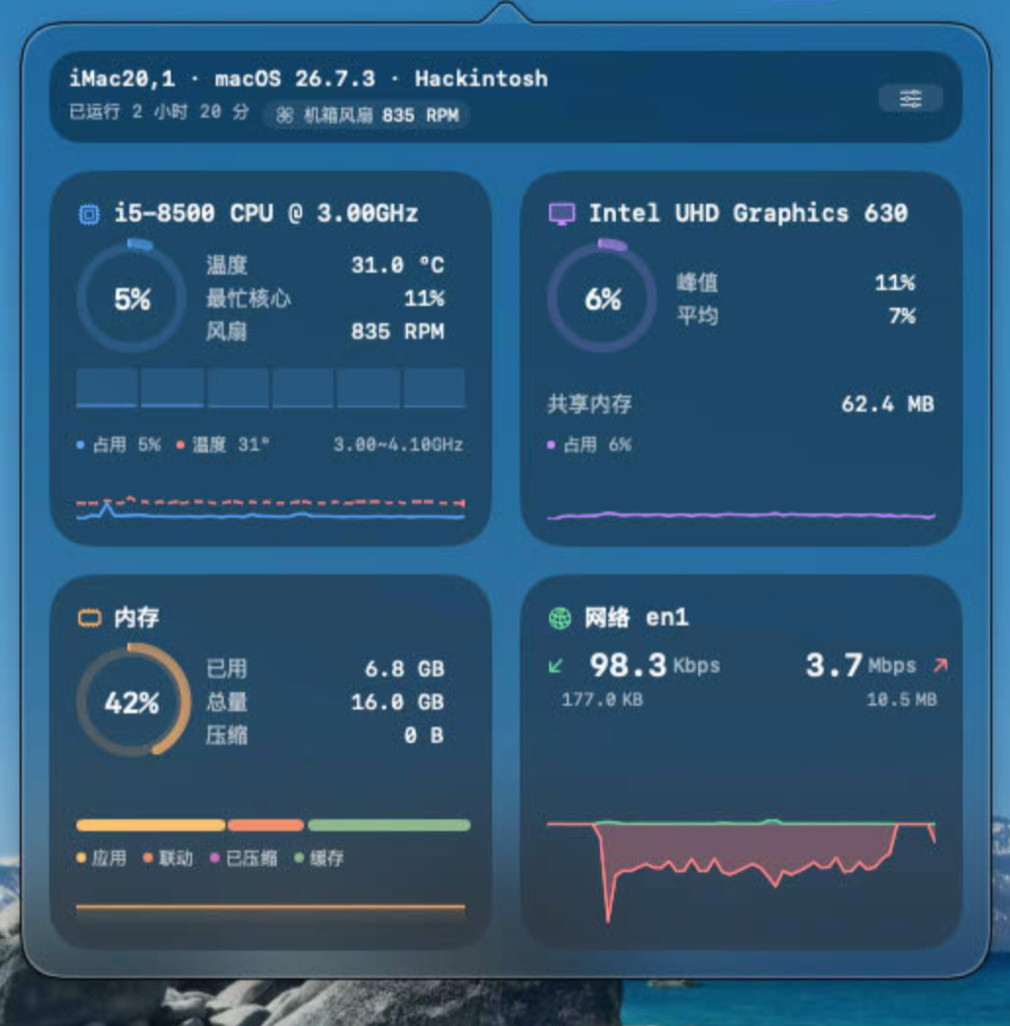 iMac20,1 · macOS 26.7.3 · Hackintosh
已运行 2 小时 20 分 机箱风扇 835 RPM
i5-8500 CPU @ 3.00GHz
5%
温度 31.0 °C
最忙核心 11%
风扇 835 RPM
占用 5% 温度 31° 3.00~4.10GHz
Intel UHD Graphics 630
6%
峰值 11%
平均 7%
共享内存 62.4 MB
占用 6%
内存
42%
已用 6.8 GB
总量 16.0 GB
压缩 0 B
应用 联动 已压缩 缓存
网络 en1
98.3 Kbps 3.7 Mbps
177.0 KB 10.5 MB